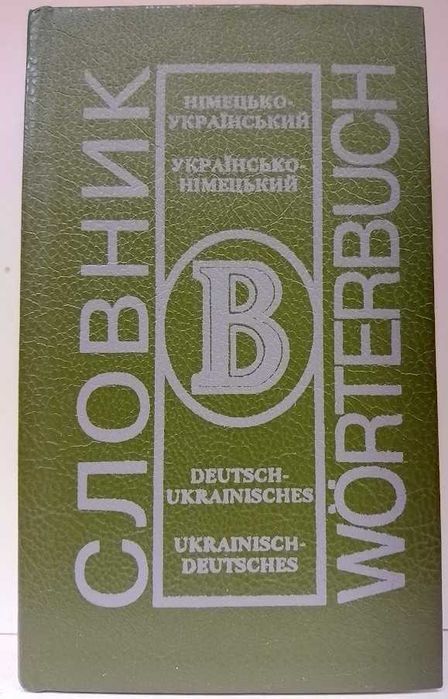 СЛОВНИК
НІМЕЦЬКО-
УКРАЇНСЬКИЙ
УКРАЇНСЬКО-
НІМЕЦЬКИЙ
B
DEUTSCH-
UKRAINISCHES
UKRAINISCH-
DEUTSCHES
WÖRTERBUCH